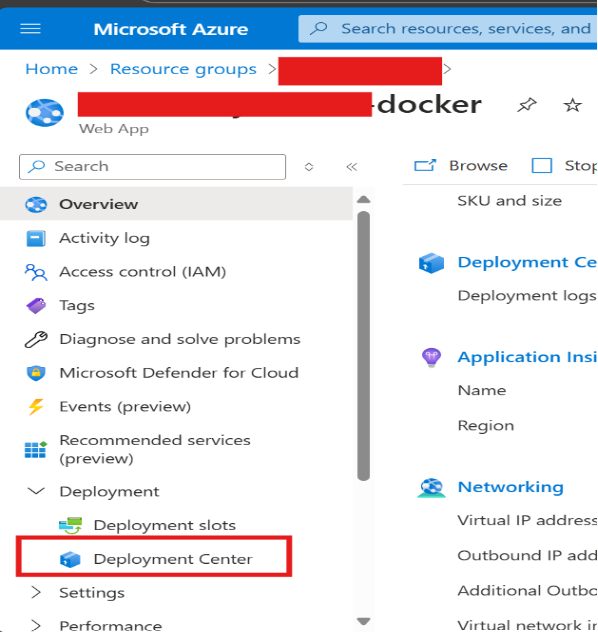 Microsoft Azure
Search resources, services, and
Home > Resource groups > >
-docker
Web App
Search
Browse
Stop
Overview
Activity log
Access control (IAM)
Tags
Diagnose and solve problems
Microsoft Defender for Cloud
Events (preview)
Recommended services
(preview)
Deployment
Deployment slots
Deployment Center
Settings
Performance
SKU and size
Deployment Ce
Deployment logs
Application Insi
Name
Region
Networking
Virtual IP address
Outbound IP add
Additional Outbo
Virtual network in